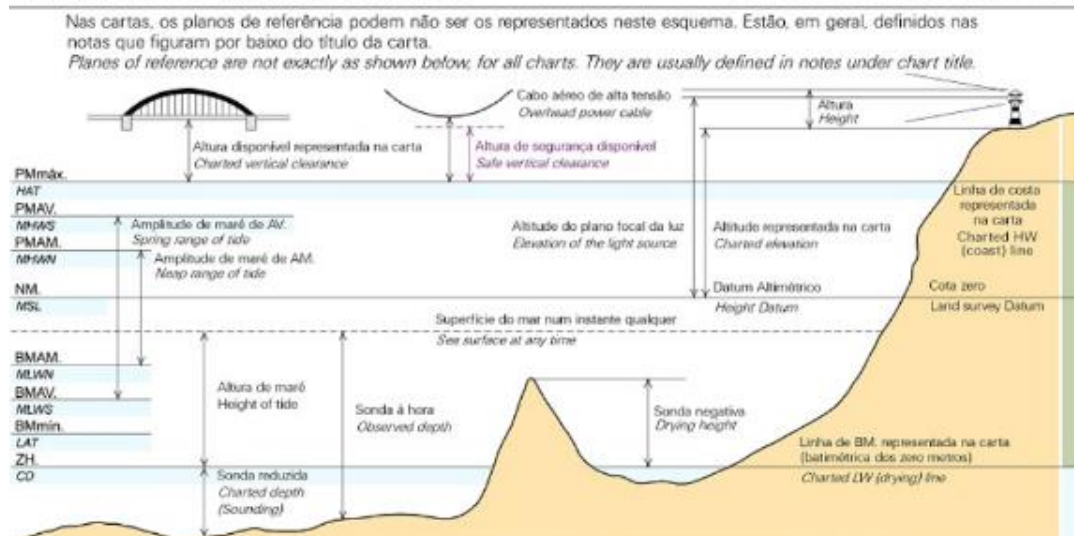 Nas cartas, os planos de referência podem não ser os representados neste esquema. Estão, em geral, definidos nas
notas que figuram por baixo do título da carta.
Planes of reference are not exactly as shown below, for all charts. They are usually defined in notes under chart title.
Cabo aéreo de alta tensão
Overhead power cable
Altura
Height
Altura disponível representada na carta
Charted vertical clearance
Altura de segurança disponível
Safe vertical clearance
PMmáx.
HAT
PMAV.
MHWS
PMAM.
MHWN
Amplitude de maré de AV.
Spring range of tide
Amplitude de maré de AM.
Neap range of tide
Altitude do plano focal da luz
Elevation of the light source
Altitude representada na carta
Charted elevation
Linha de costa
representada
na carta
Charted HW
(coast) line
NM.
MSL
Datum Altimétrico
Height Datum
Cota zero
Land survey Datum
Superfície do mar num instante qualquer
Sea surface at any time
BMAM.
MLWN
BMAV.
MLWS
BMmin.
LAT
ZH.
CD
Altura de maré
Height of tide
Sonda à hora
Observed depth
Sonda negativa
Drying height
Linha de BM. representada na carta
(batimétrica dos zero metros)
Charted LW (drying) line
Sonda reduzida
Charted depth
(Sounding)